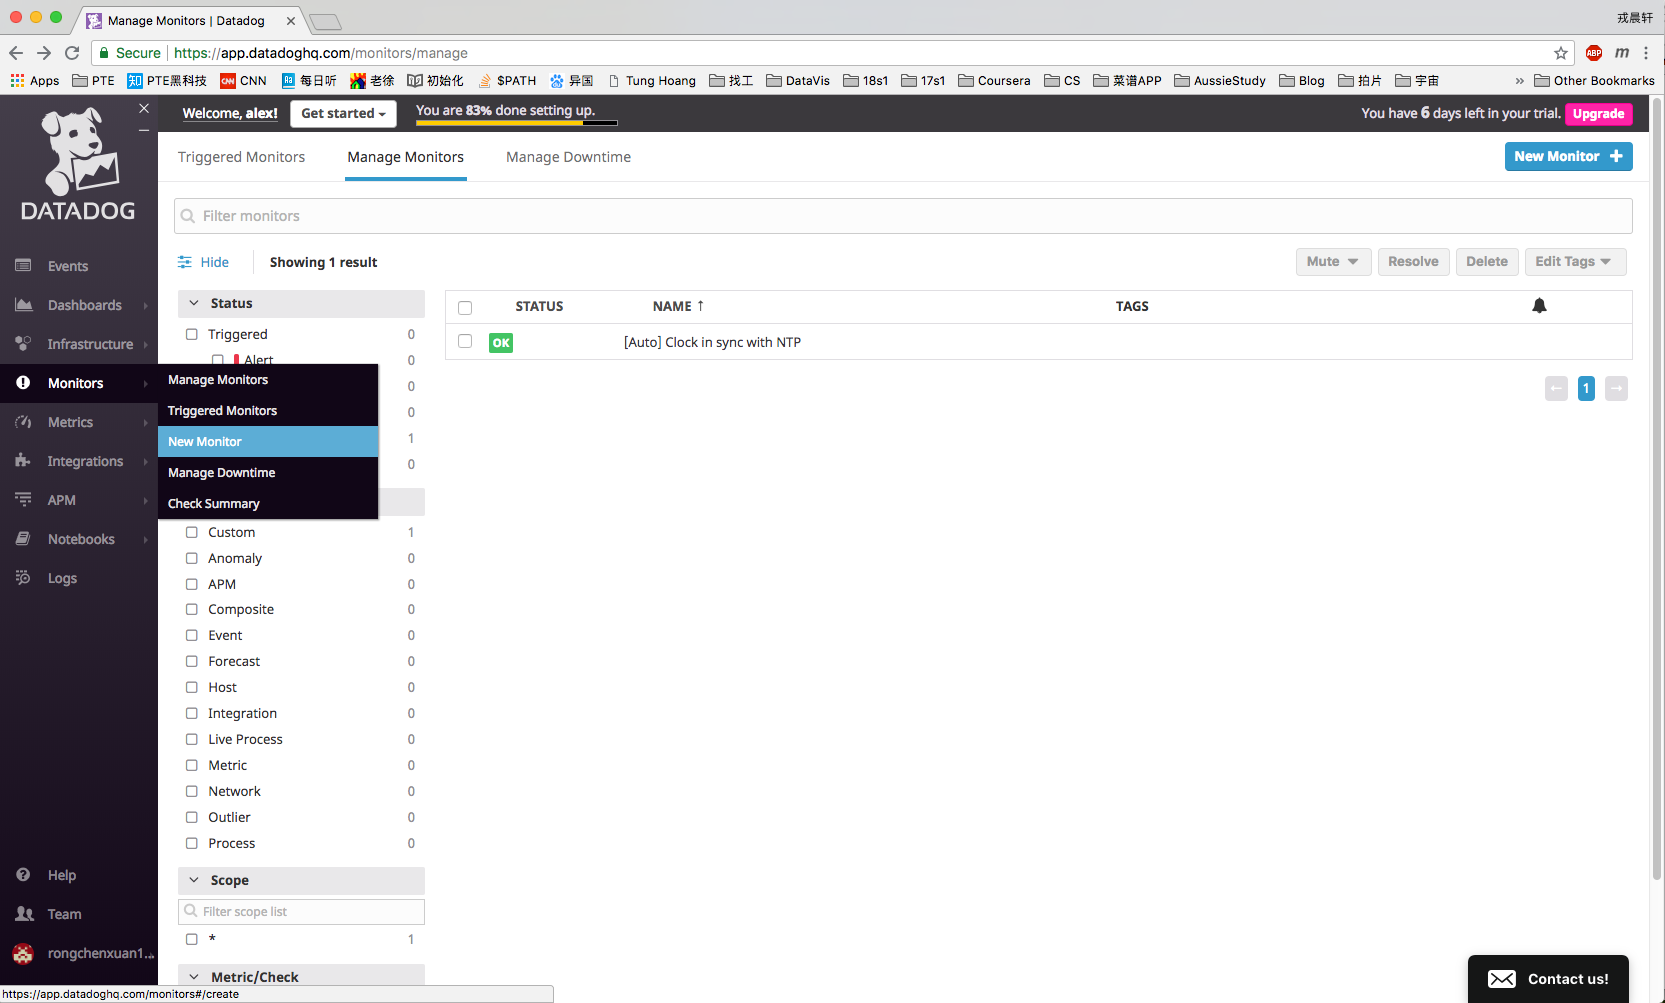 Manage Monitors | Datadog
戎晨轩
Secure https://app.datadoghq.com/monitors/manage
ABP m
Apps PTE 知 PTE黑科技 CNN CNN 每日听 老徐 初始化 $PATH 异国 Tung Hoang 找工 DataVis 18s1 17s1 Coursera CS 菜谱APP AussieStudy Blog 拍片 宇宙 » Other Bookmarks
DATADOG
Events
Dashboards
Infrastructure
Monitors
Metrics
Integrations
APM
Notebooks
Logs
Help
Team
rongchenxuan1...
Manage Monitors
Triggered Monitors
New Monitor
Manage Downtime
Check Summary
Welcome, alex!
Get started
You are 83% done setting up.
You have 6 days left in your trial.
Upgrade
Triggered Monitors Manage Monitors Manage Downtime
New Monitor +
Filter monitors
Hide Showing 1 result
Mute Resolve Delete Edit Tags
Status
Triggered 0
Alert 0
0
0
1
0
Custom 1
Anomaly 0
APM 0
Composite 0
Event 0
Forecast 0
Host 0
Integration 0
Live Process 0
Metric 0
Network 0
Outlier 0
Process 0
Scope
Filter scope list
* 1
Metric/Check
STATUS NAME ↑ TAGS
OK [Auto] Clock in sync with NTP
← 1 →
Contact us!
https://app.datadoghq.com/monitors#/create